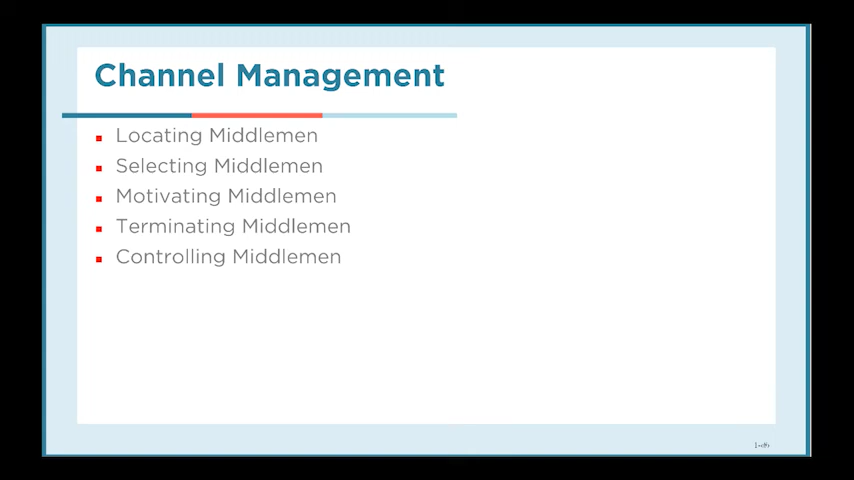 Channel Management
Locating Middlemen
Selecting Middlemen
Motivating Middlemen
Terminating Middlemen
Controlling Middlemen